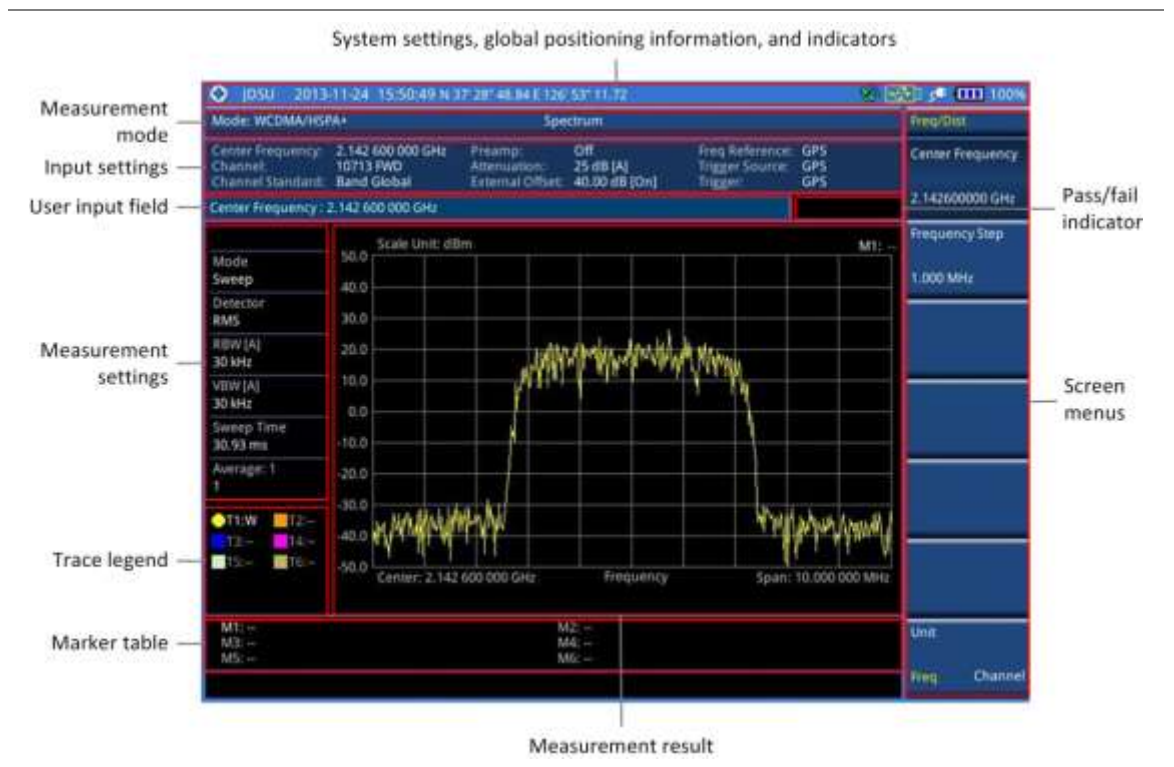 System settings, global positioning information, and indicators
JDSU 2013-11-24 15:50:49 N 37° 28" 48.84 E 126° 53" 11.72 100%
Measurement
mode
Mode: WCDMA/HSPA+ Spectrum
Freq/Dist
Input settings
Center Frequency: 2.142 600 000 GHz Preamp: Off Freq Reference: GPS
Channel: 10713 FWD Attenuation: 25 dB [A] Trigger Source: GPS
Channel Standard: Band Global External Offset: 40.00 dB [On] Trigger: GPS
Center Frequency
2.142600000 GHz
User input field
Center Frequency : 2.142 600 000 GHz
Pass/fail
indicator
Frequency Step
1.000 MHz
Measurement
settings
Mode
Sweep
Detector
RMS
RBW [A]
30 kHz
VBW [A]
30 kHz
Sweep Time
30.93 ms
Average: 1
1
Scale Unit: dBm M1: --
50.0
40.0
30.0
20.0
10.0
0.0
-10.0
-20.0
-30.0
-40.0
-50.0
Center: 2.142 600 000 GHz Frequency Span: 10.000 000 MHz
Screen
menus
Trace legend
T1:W T2:--
T3:-- T4:--
T5:-- T6:--
Marker table
M1: -- M2: --
M3: -- M4: --
M5: -- M6: --
Unit
Freq Channel
Measurement result